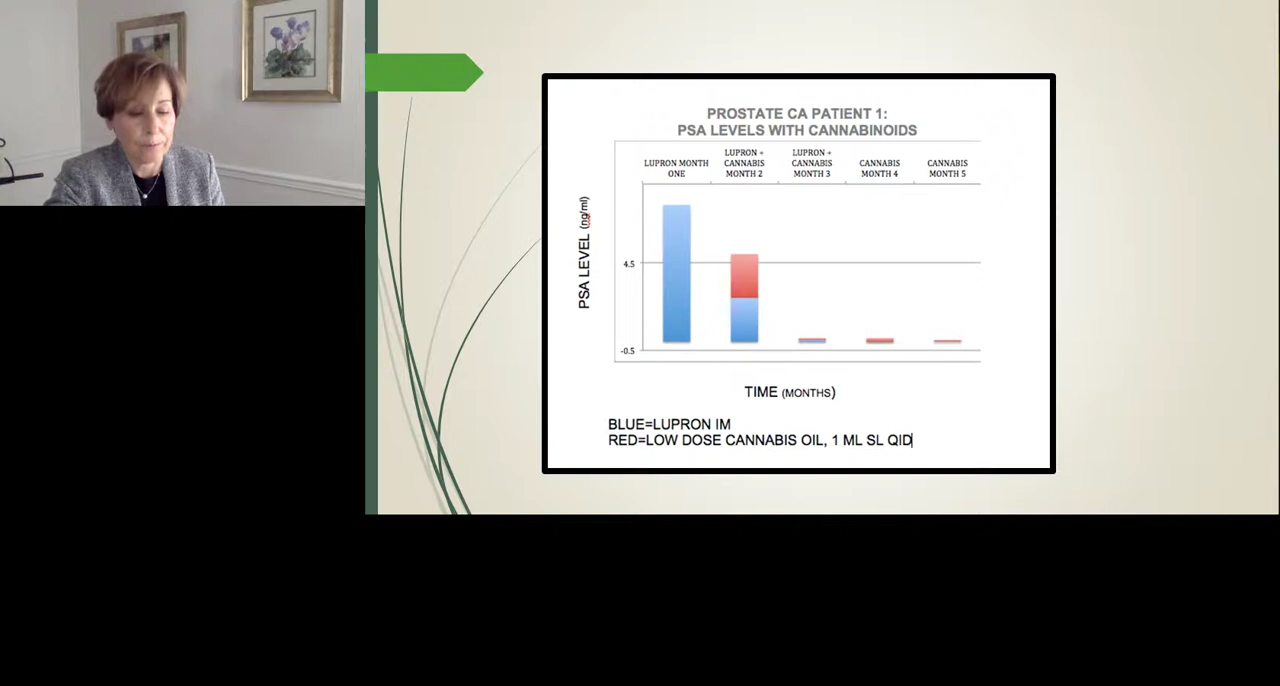 PROSTATE CA PATIENT 1:
PSA LEVELS WITH CANNABINOIDS
LUPRON MONTH
ONE
LUPRON +
CANNABIS
MONTH 2
LUPRON +
CANNABIS
MONTH 3
CANNABIS
MONTH 4
CANNABIS
MONTH 5
PSA LEVEL (ng/ml)
4.5
-0.5
TIME (MONTHS)
BLUE=LUPRON IM
RED=LOW DOSE CANNABIS OIL, 1 ML SL QID